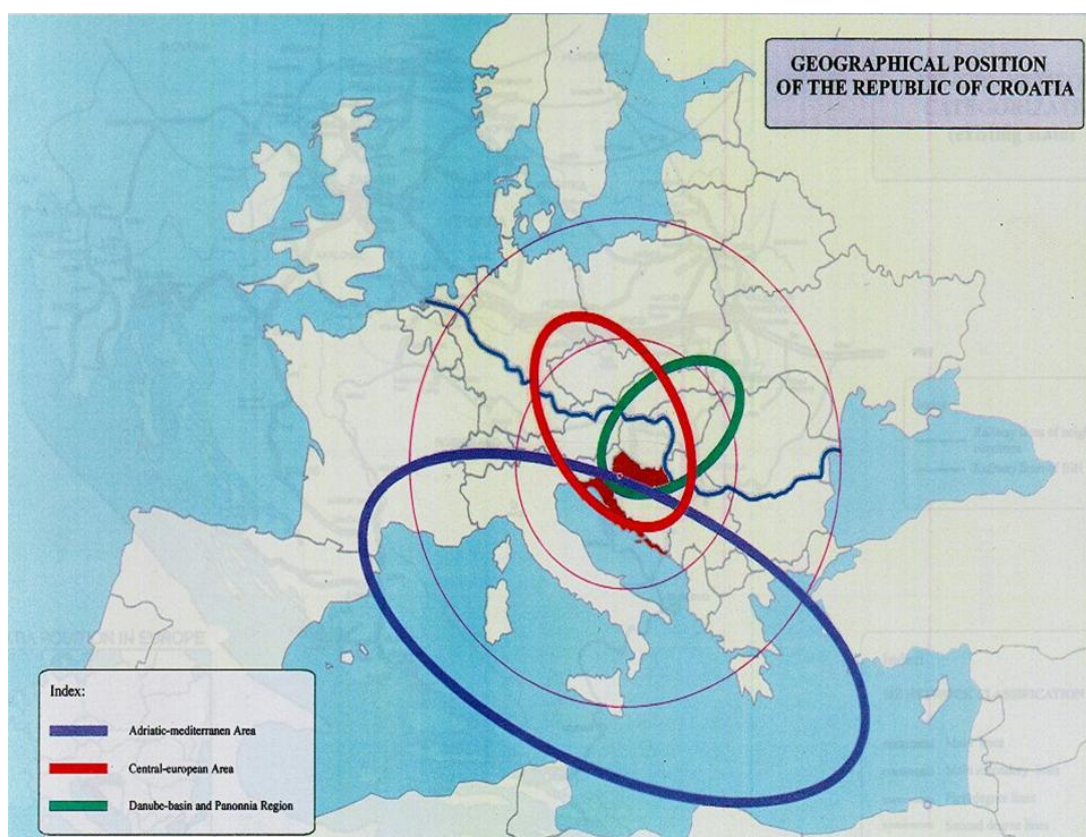 GEOGRAPHICAL POSITION
OF THE REPUBLIC OF CROATIA
Index:
Adriatic-mediterranen Area
Central-european Area
Danube-basin and Panonnia Region